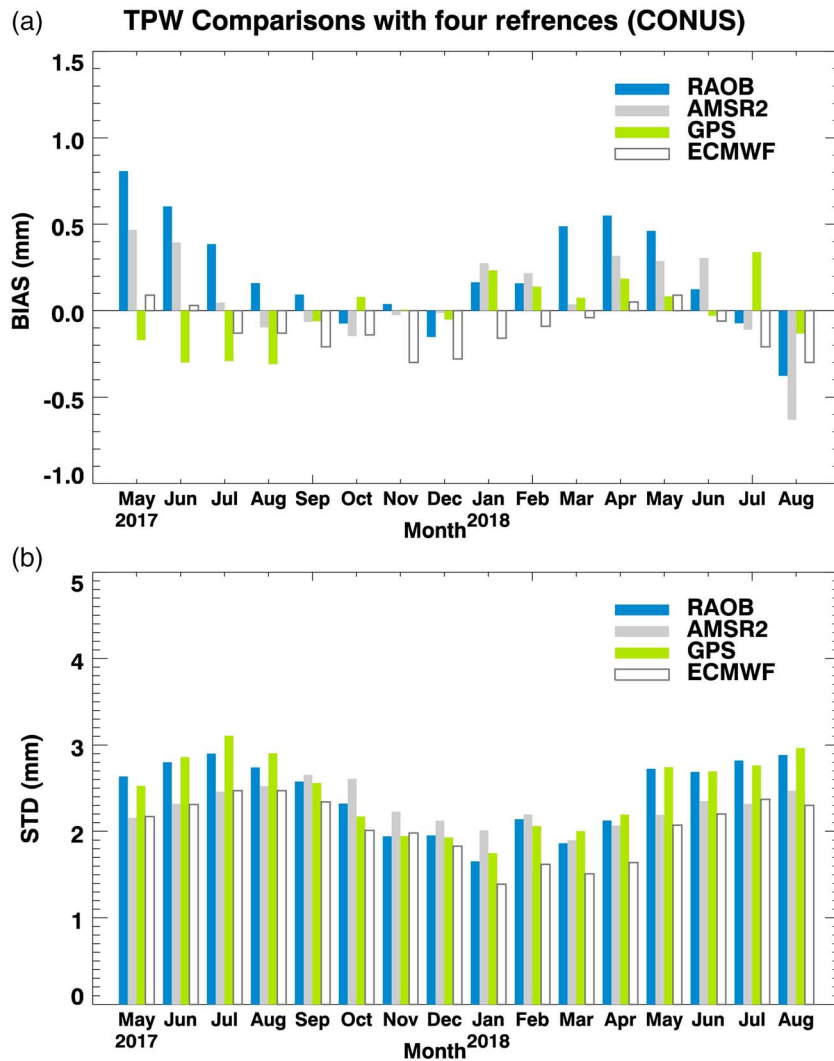 (a)
TPW Comparisons with four refrences (CONUS)
1.5
1.0
0.5
0.0
-0.5
-1.0
BIAS (mm)
RAOB
AMSR2
GPS
ECMWF
May Jun Jul Aug Sep Oct Nov Dec Jan Feb Mar Apr May Jun Jul Aug
2017 2018
Month
(b)
5
4
3
2
1
0
STD (mm)
RAOB
AMSR2
GPS
ECMWF
May Jun Jul Aug Sep Oct Nov Dec Jan Feb Mar Apr May Jun Jul Aug
2017 2018
Month